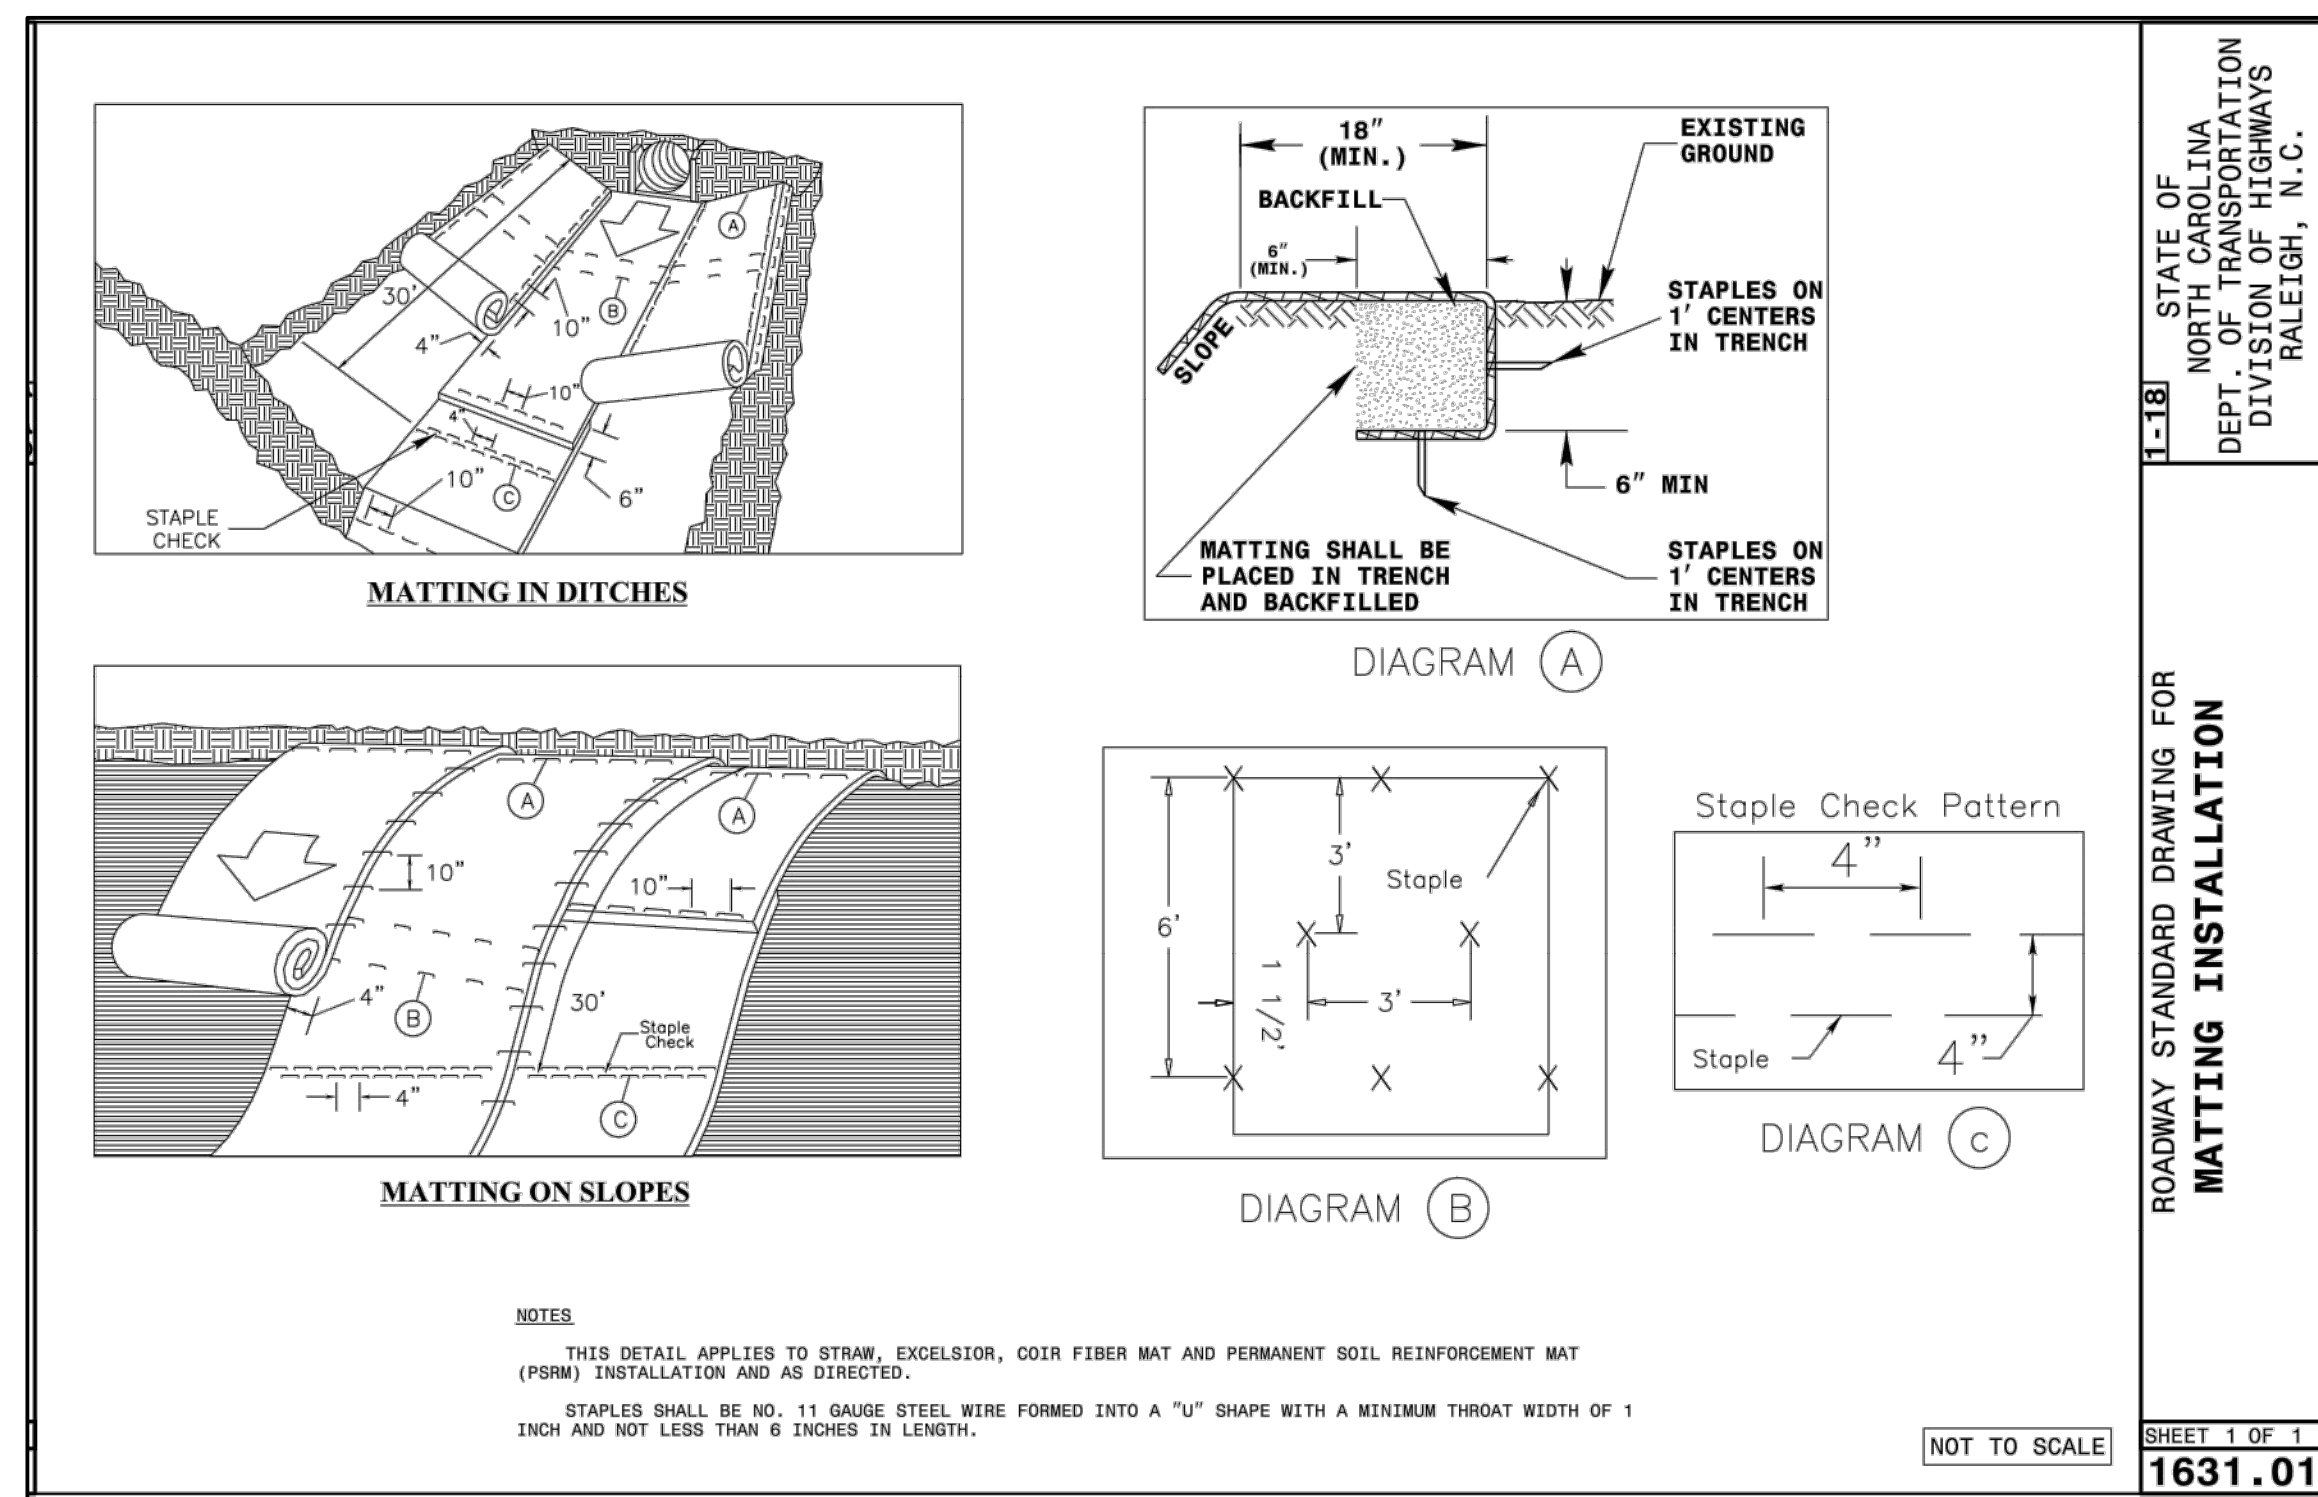 30'
10”
4”
A
B
10”
4”
10”
C
6”
STAPLE
CHECK
MATTING IN DITCHES
18″
(MIN.)
EXISTING
GROUND
BACKFILL
6″
(MIN.)
STAPLES ON
1′ CENTERS
IN TRENCH
SLOPE
6″ MIN
MATTING SHALL BE
PLACED IN TRENCH
AND BACKFILLED
STAPLES ON
1′ CENTERS
IN TRENCH
DIAGRAM A
A
A
10”
10”
4”
B
30'
Staple
Check
4”
C
MATTING ON SLOPES
3'
Staple
6'
1 1/2'
3'
DIAGRAM B
Staple Check Pattern
4”
Staple
4”
DIAGRAM c
NOTES
THIS DETAIL APPLIES TO STRAW, EXCELSIOR, COIR FIBER MAT AND PERMANENT SOIL REINFORCEMENT MAT
(PSRM) INSTALLATION AND AS DIRECTED.
STAPLES SHALL BE NO. 11 GAUGE STEEL WIRE FORMED INTO A ″U″ SHAPE WITH A MINIMUM THROAT WIDTH OF 1
INCH AND NOT LESS THAN 6 INCHES IN LENGTH.
NOT TO SCALE
1-18
STATE OF
NORTH CAROLINA
DEPT. OF TRANSPORTATION
DIVISION OF HIGHWAYS
RALEIGH, N.C.
ROADWAY STANDARD DRAWING FOR
MATTING INSTALLATION
SHEET 1 OF 1
1631.01